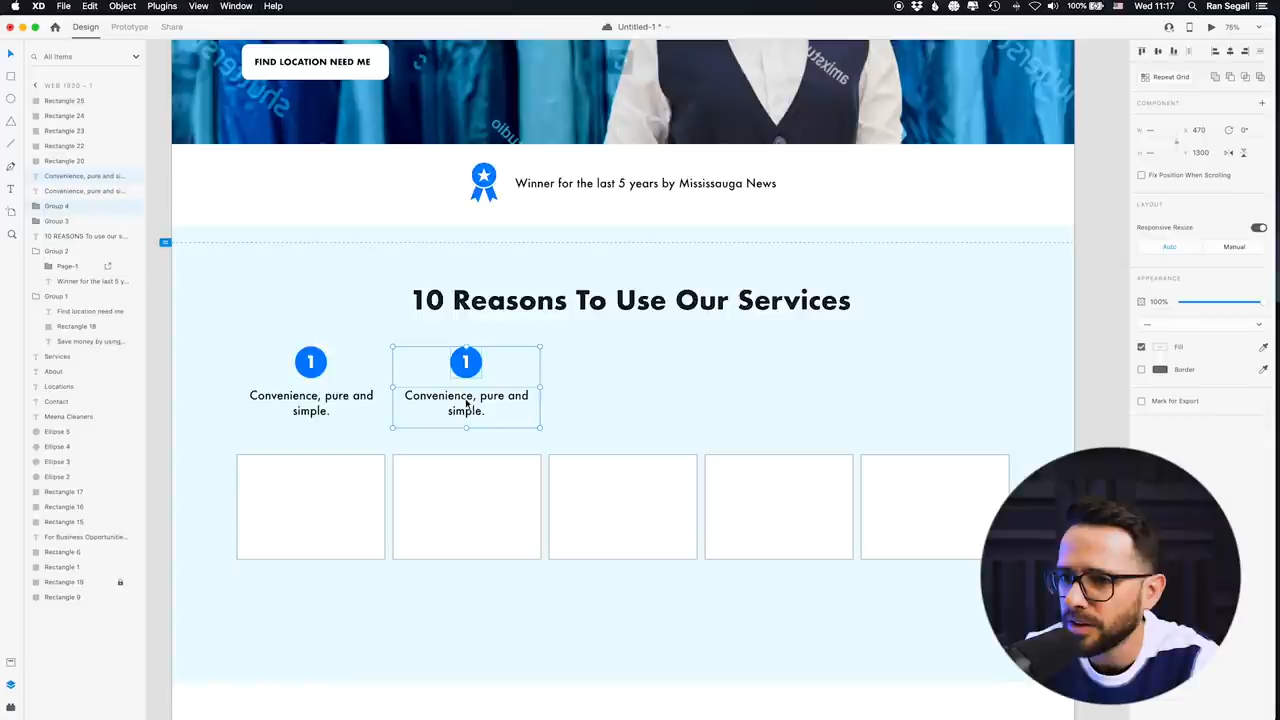 XD File Edit Object Plugins View Window Help
100% Wed 11:17 Ran Segall
Design Prototype Share
Untitled-1 *
75%
All Items
WEB 1920 – 1
Rectangle 25
Rectangle 24
Rectangle 23
Rectangle 22
Rectangle 20
Convenience, pure and si...
Convenience, pure and si...
Group 4
Group 3
10 REASONS To use our s...
Group 2
Page-1
Winner for the last 5 y...
Group 1
Find location need me
Rectangle 18
Save money by using,...
Services
About
Locations
Contact
Meena Cleaners
Ellipse 5
Ellipse 4
Ellipse 3
Ellipse 2
Rectangle 17
Rectangle 16
Rectangle 15
For Business Opportunitie...
Rectangle 6
Rectangle 1
Rectangle 19
Rectangle 9
FIND LOCATION NEED ME
shutterstock
studio
amixstudio
Winner for the last 5 years by Mississauga News
10 Reasons To Use Our Services
1
Convenience, pure and
simple.
1
Convenience, pure and
simple.
Repeat Grid
COMPONENT
W — X 470 0°
H — Y 1300
Fix Position When Scrolling
LAYOUT
Responsive Resize
Auto Manual
APPEARANCE
100%
—
Fill
Border
Mark for Export